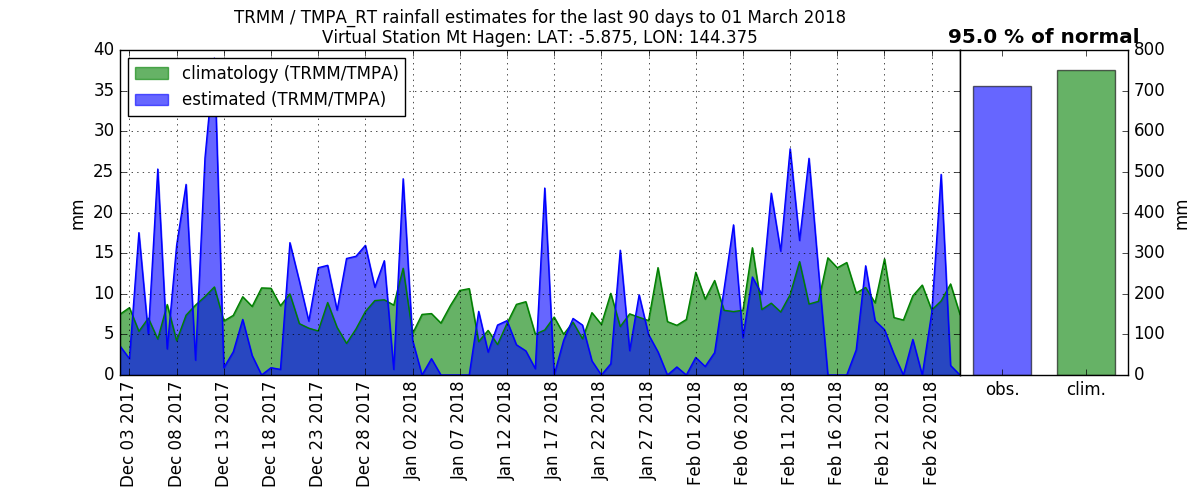 TRMM / TMPA_RT rainfall estimates for the last 90 days to 01 March 2018
Virtual Station Mt Hagen: LAT: -5.875, LON: 144.375
95.0 % of normal
climatology (TRMM/TMPA)
estimated (TRMM/TMPA)
40
35
30
25
20
15
10
5
0
mm
Dec 03 2017
Dec 08 2017
Dec 13 2017
Dec 18 2017
Dec 23 2017
Dec 28 2017
Jan 02 2018
Jan 07 2018
Jan 12 2018
Jan 17 2018
Jan 22 2018
Jan 27 2018
Feb 01 2018
Feb 06 2018
Feb 11 2018
Feb 16 2018
Feb 21 2018
Feb 26 2018
obs.
clim.
800
700
600
500
400
300
200
100
0
mm